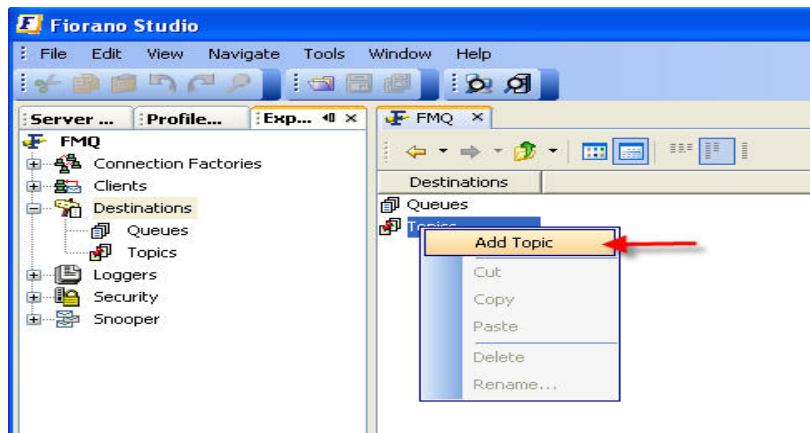 Fiorano Studio
File Edit View Navigate Tools Window Help
Server ... Profile... Exp...
FMQ
FMQ
Connection Factories
Clients
Destinations
Queues
Topics
Loggers
Security
Snooper
Destinations
Queues
Topics
Add Topic
Cut
Copy
Paste
Delete
Rename...